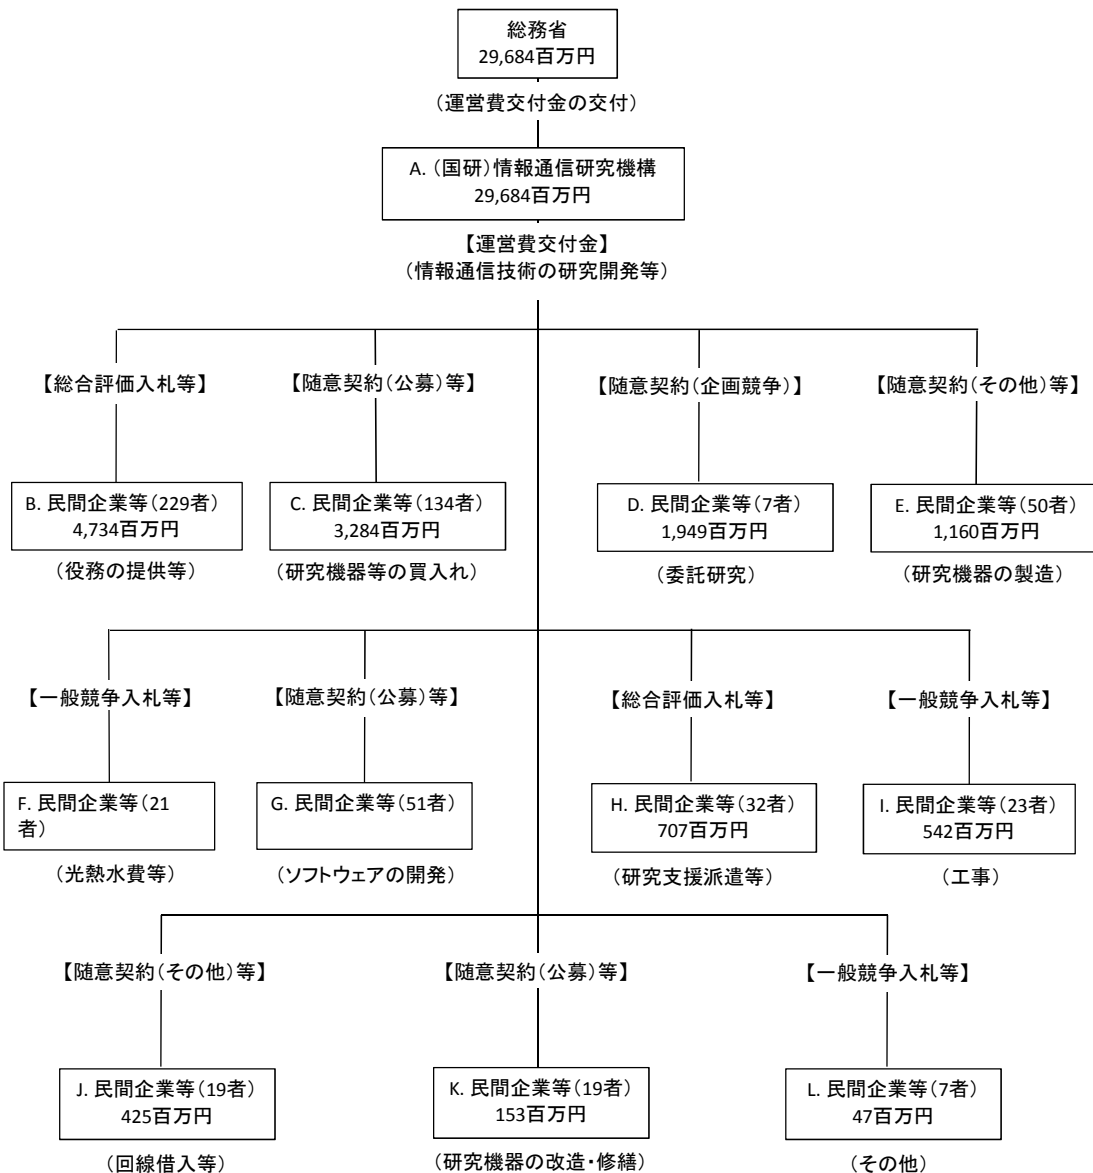 総務省
29,684百万円
(運営費交付金の交付)
A. (国研)情報通信研究機構
29,684百万円
【運営費交付金】
(情報通信技術の研究開発等)
【総合評価入札等】
【随意契約(公募)等】
【随意契約(企画競争)】
【随意契約(その他)等】
B. 民間企業等(229者)
4,734百万円
C. 民間企業等(134者)
3,284百万円
D. 民間企業等(7者)
1,949百万円
E. 民間企業等(50者)
1,160百万円
(役務の提供等)
(研究機器等の買入れ)
(委託研究)
(研究機器の製造)
【一般競争入札等】
【随意契約(公募)等】
【総合評価入札等】
【一般競争入札等】
F. 民間企業等(21
者)
G. 民間企業等(51者)
H. 民間企業等(32者)
707百万円
I. 民間企業等(23者)
542百万円
(光熱水費等)
(ソフトウェアの開発)
(研究支援派遣等)
(工事)
【随意契約(その他)等】
【随意契約(公募)等】
【一般競争入札等】
J. 民間企業等(19者)
425百万円
K. 民間企業等(19者)
153百万円
L. 民間企業等(7者)
47百万円
(回線借入等)
(研究機器の改造・修繕)
(その他)